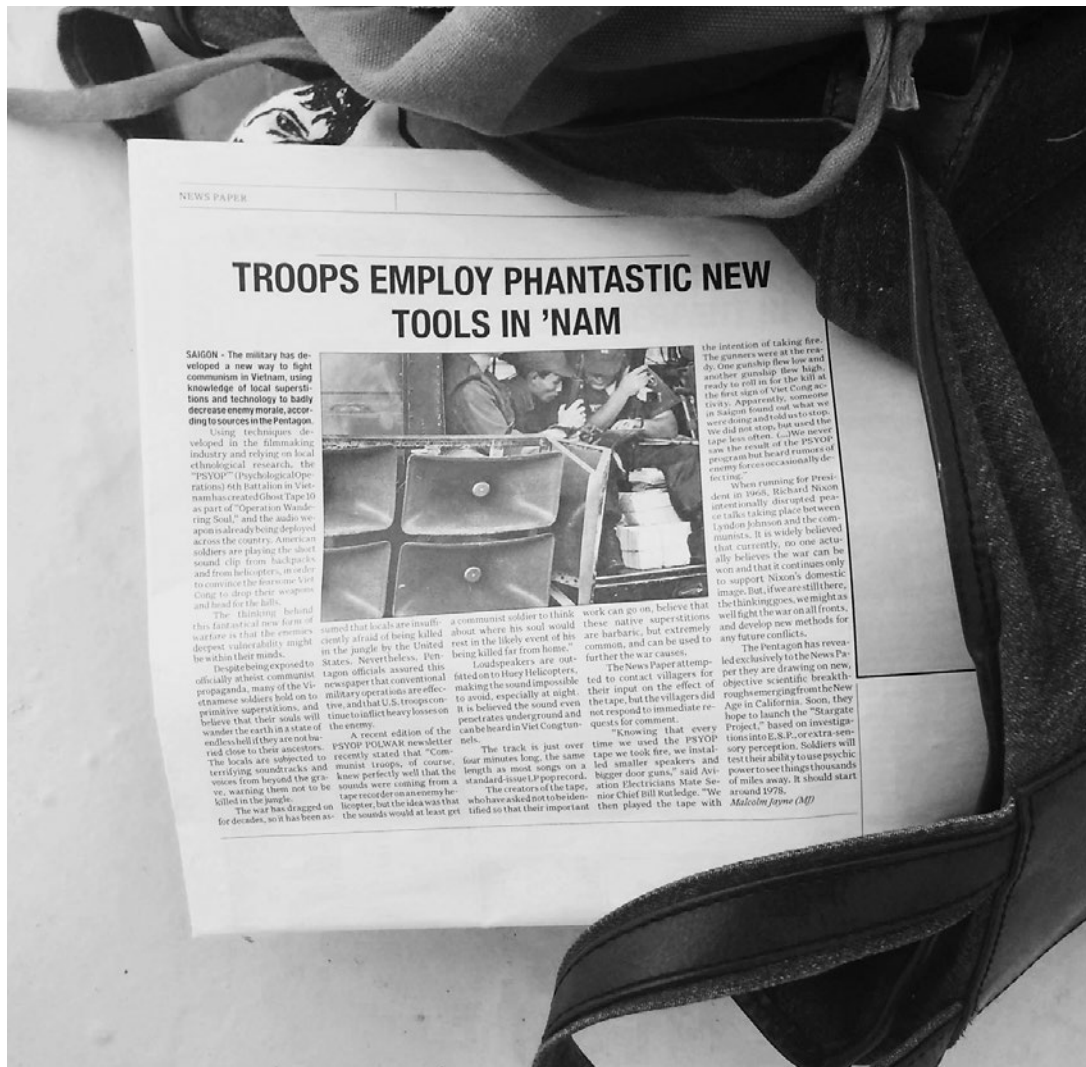 NEWS PAPER
TROOPS EMPLOY PHANTASTIC NEW
TOOLS IN ’NAM
SAIGON - The military has de-
veloped a new way to fight
communism in Vietnam, using
knowledge of local supersti-
tions and technology to badly
decrease enemy morale, accor-
ding to sources in the Pentagon.
Using techniques de-
veloped in the filmmaking
industry and relying on local
ethnological research, the
"PSYOP" (Psychological Ope-
rations) 6th Battalion in Viet-
nam has created Ghost Tape 10
as part of "Operation Wande-
ring Soul," and the audio we-
apon is already being deployed
across the country. American
soldiers are playing the short
sound clip from backpacks
and from helicopters, in order
to convince the fearsome Viet
Cong to drop their weapons
and head for the hills.
The thinking behind
this fantastical new form of
warfare is that the enemies
deepest vulnerability might
be within their minds.
Despite being exposed to
officially atheist communist
propaganda, many of the Vi-
etnamese soldiers hold on to
primitive superstitions, and
believe that their souls will
wander the earth in a state of
endless hell if they are not bu-
ried close to their ancestors.
The locals are subjected to
terrifying soundtracks and
voices from beyond the gra-
ve, warning them not to be
killed in the jungle.
The war has dragged on
for decades, so it has been as-
sumed that locals are insuffi-
ciently afraid of being killed
in the jungle by the United
States. Nevertheless, Pen-
tagon officials assured this
newspaper that conventional
military operations are effec-
tive, and that U.S. troops con-
tinue to inflict heavy losses on
the enemy.
A recent edition of the
PSYOP POLWAR newsletter
recently stated that "Com-
munist troops, of course,
knew perfectly well that the
sounds were coming from a
tape recorder on an enemy he-
licopter, but the idea was that
the sounds would at least get
a communist soldier to think
about where his soul would
rest in the likely event of his
being killed far from home."
Loudspeakers are out-
fitted on to Huey Helicopters,
making the sound impossible
to avoid, especially at night.
It is believed the sound even
penetrates underground and
can be heard in Viet Cong tun-
nels.
The track is just over
four minutes long, the same
length as most songs on a
standard-issue LP pop record.
The creators of the tape,
who have asked not to be iden-
tified so that their important
work can go on, believe that
these native superstitions
are barbaric, but extremely
common, and can be used to
further the war causes.
The News Paper attemp-
ted to contact villagers for
their input on the effect of
the tape, but the villagers did
not respond to immediate re-
quests for comment.
"Knowing that every
time we used the PSYOP
tape we took fire, we instal-
led smaller speakers and
bigger door guns," said Avi-
ation Electricians Mate Se-
nior Chief Bill Rutledge. "We
then played the tape with
the intention of taking fire.
The gunners were at the rea-
dy. One gunship flew low and
another gunship flew high,
ready to roll in for the kill at
the first sign of Viet Cong ac-
tivity. Apparently, someone
in Saigon found out what we
were doing and told us to stop.
We did not stop, but used the
tape less often. (...)We never
saw the result of the PSYOP
program but heard rumors of
enemy forces occasionally de-
fecting."
When running for Presi-
dent in 1968, Richard Nixon
intentionally disrupted pea-
ce talks taking place between
Lyndon Johnson and the com-
munists. It is widely believed
that currently, no one actu-
ally believes the war can be
won and that it continues only
to support Nixon's domestic
image. But, if we are still there,
the thinking goes, we might as
well fight the war on all fronts,
and develop new methods for
any future conflicts.
The Pentagon has revea-
led exclusively to the News Pa-
per they are drawing on new,
objective scientific breakth-
roughs emerging from the New
Age in California. Soon, they
hope to launch the "Stargate
Project," based on investiga-
tions into E.S.P., or extra-sen-
sory perception. Soldiers will
test their ability to use psychic
power to see things thousands
of miles away. It should start
around 1978.
Malcolm Jayme (MJ)